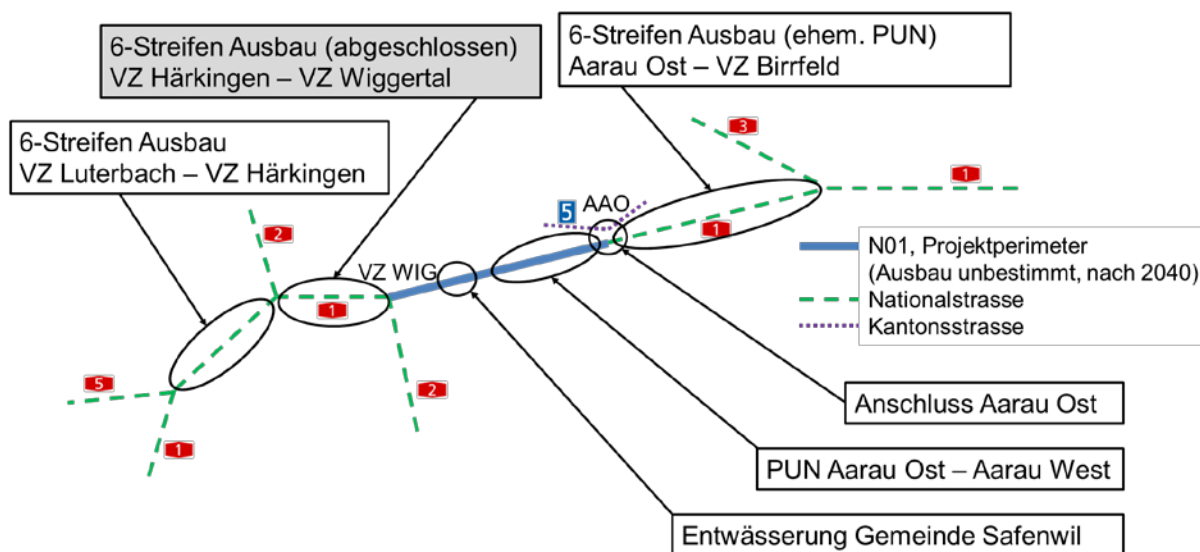 6-Streifen Ausbau (abgeschlossen)
VZ Härkingen – VZ Wiggertal
6-Streifen Ausbau (ehem. PUN)
Aarau Ost – VZ Birrfeld
6-Streifen Ausbau
VZ Luterbach – VZ Härkingen
3
1
5
AAO
1
2
VZ WIG
1
N01, Projektperimeter
(Ausbau unbestimmt, nach 2040)
Nationalstrasse
Kantonsstrasse
5
2
1
Anschluss Aarau Ost
PUN Aarau Ost – Aarau West
Entwässerung Gemeinde Safenwil